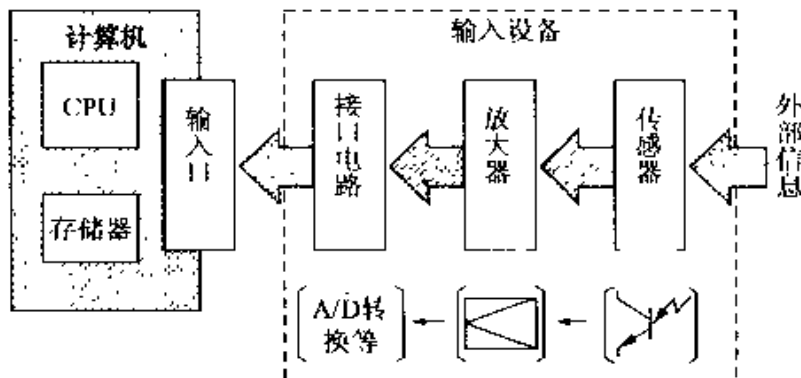 计算机
CPU
存储器
输入口
输入设备
接口电路
放大器
传感器
外部信息
A/D转
换等